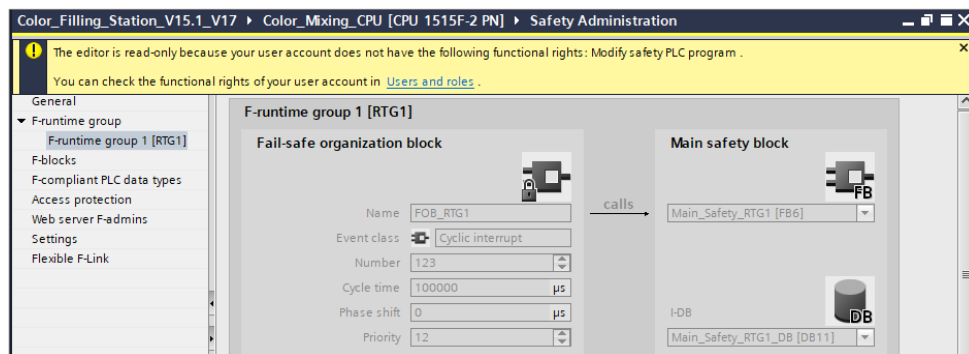 Color_Filling_Station_V15.1_V17 ▸ Color_Mixing_CPU [CPU 1515F-2 PN] ▸ Safety Administration
The editor is read-only because your user account does not have the following functional rights: Modify safety PLC program .
You can check the functional rights of your user account in Users and roles .
General
F-runtime group
F-runtime group 1 [RTG1]
F-blocks
F-compliant PLC data types
Access protection
Web server F-admins
Settings
Flexible F-Link
F-runtime group 1 [RTG1]
Fail-safe organization block
Name FOB_RTG1
Event class Cyclic interrupt
Number 123
Cycle time 100000 µs
Phase shift 0 µs
Priority 12
calls
Main safety block
FB
Main_Safety_RTG1 [FB6]
I-DB
DB
Main_Safety_RTG1_DB [DB11]